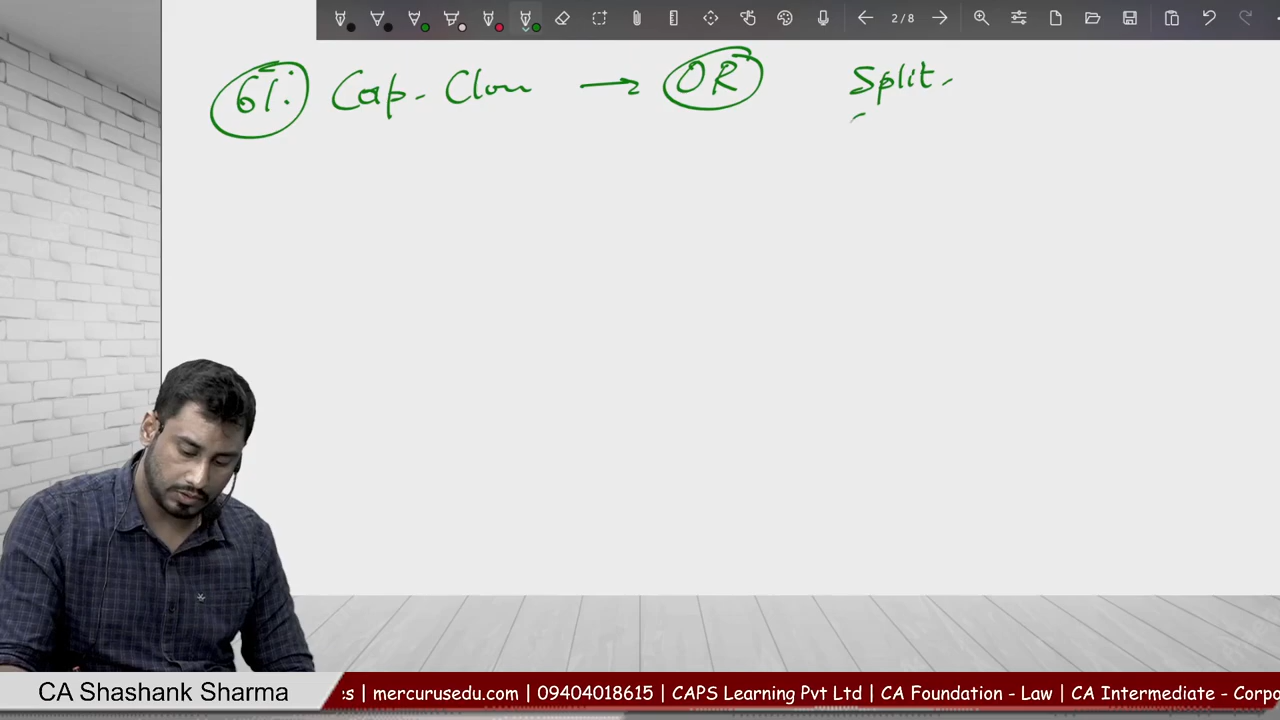 2/8
61. Cap. Clau → OR Split.
CA Shashank Sharma
es | mercurusedu.com | 09404018615 | CAPS Learning Pvt Ltd | CA Foundation - Law | CA Intermediate - Corpo